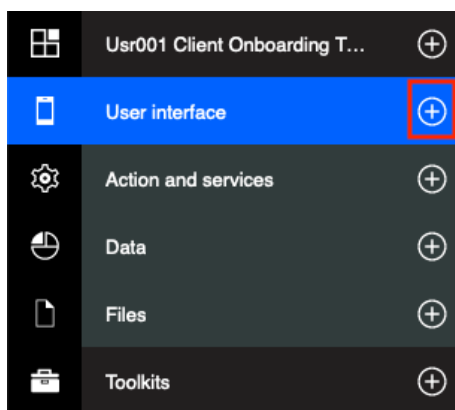 Usr001 Client Onboarding T...
User interface
Action and services
Data
Files
Toolkits